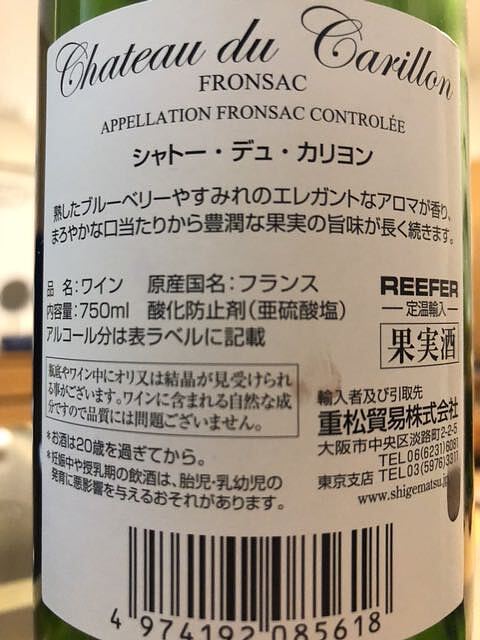 Chateau du Carillon
FRONSAC
APPELLATION FRONSAC CONTROLÉE
シャトー・デュ・カリヨン
熟したブルーベリーやすみれのエレガントなアロマが香り、
まろやかな口当たりから豊潤な果実の旨味が長く続きます。
品 名：ワイン 原産国名：フランス
内容量：750ml 酸化防止剤（亜硫酸塩）
アルコール分は表ラベルに記載
REEFER
定温輸入
果実酒
瓶底やワイン中にオリ又は結晶が見受けられ
る事がございます。ワインに含まれる自然な成
分ですので品質には問題ございません。
*お酒は20歳を過ぎてから。
*妊娠中や授乳期の飲酒は、胎児・乳幼児の
発育に悪影響を与えるおそれがあります。
輸入者及び引取先
重松貿易株式会社
大阪市中央区淡路町2-2-5
TEL06(6231)6081
東京支店 TEL03(5976)3311
www.shigematsu.jp
4 974192 085618